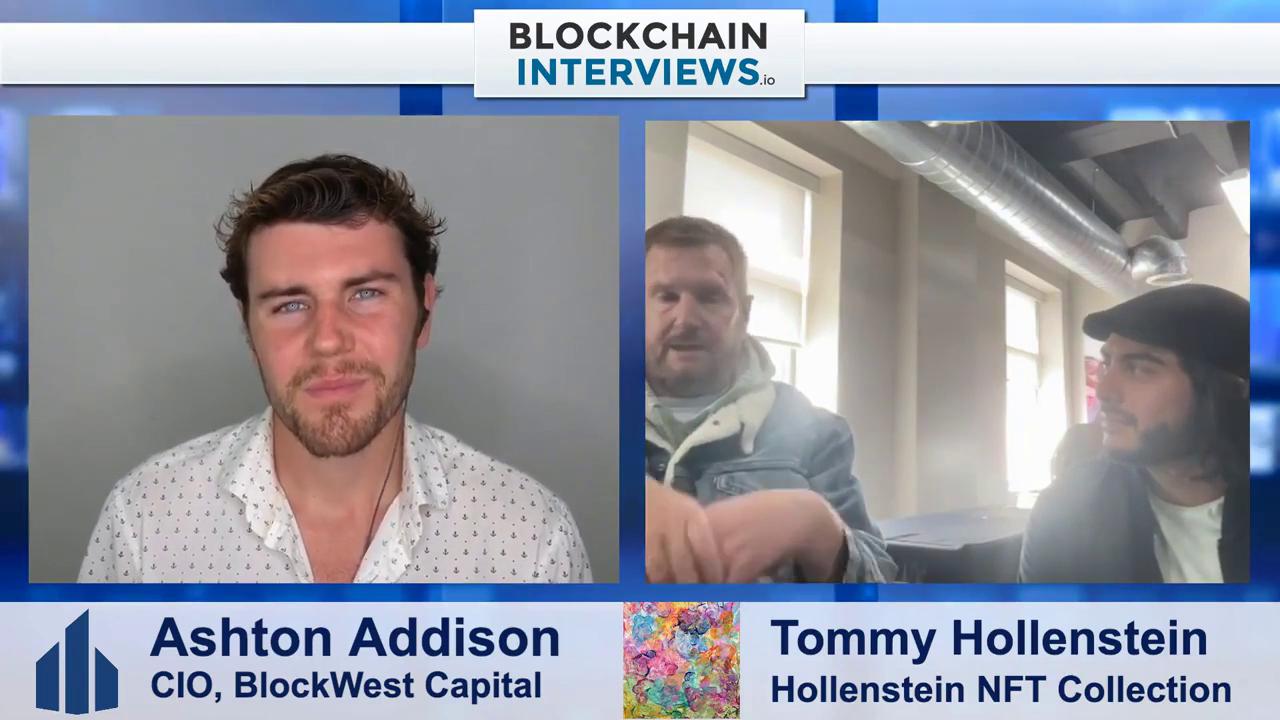 BLOCKCHAIN
INTERVIEWS.io
Ashton Addison
CIO, BlockWest Capital
Tommy Hollenstein
Hollenstein NFT Collection